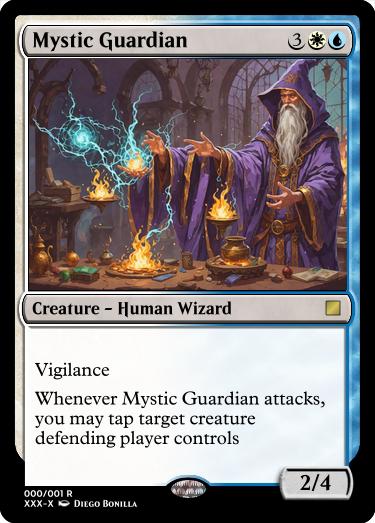 Mystic Guardian 3
Creature – Human Wizard
Vigilance
Whenever Mystic Guardian attacks,
you may tap target creature
defending player controls
2/4
000/001 R
XXX-X Diego Bonilla